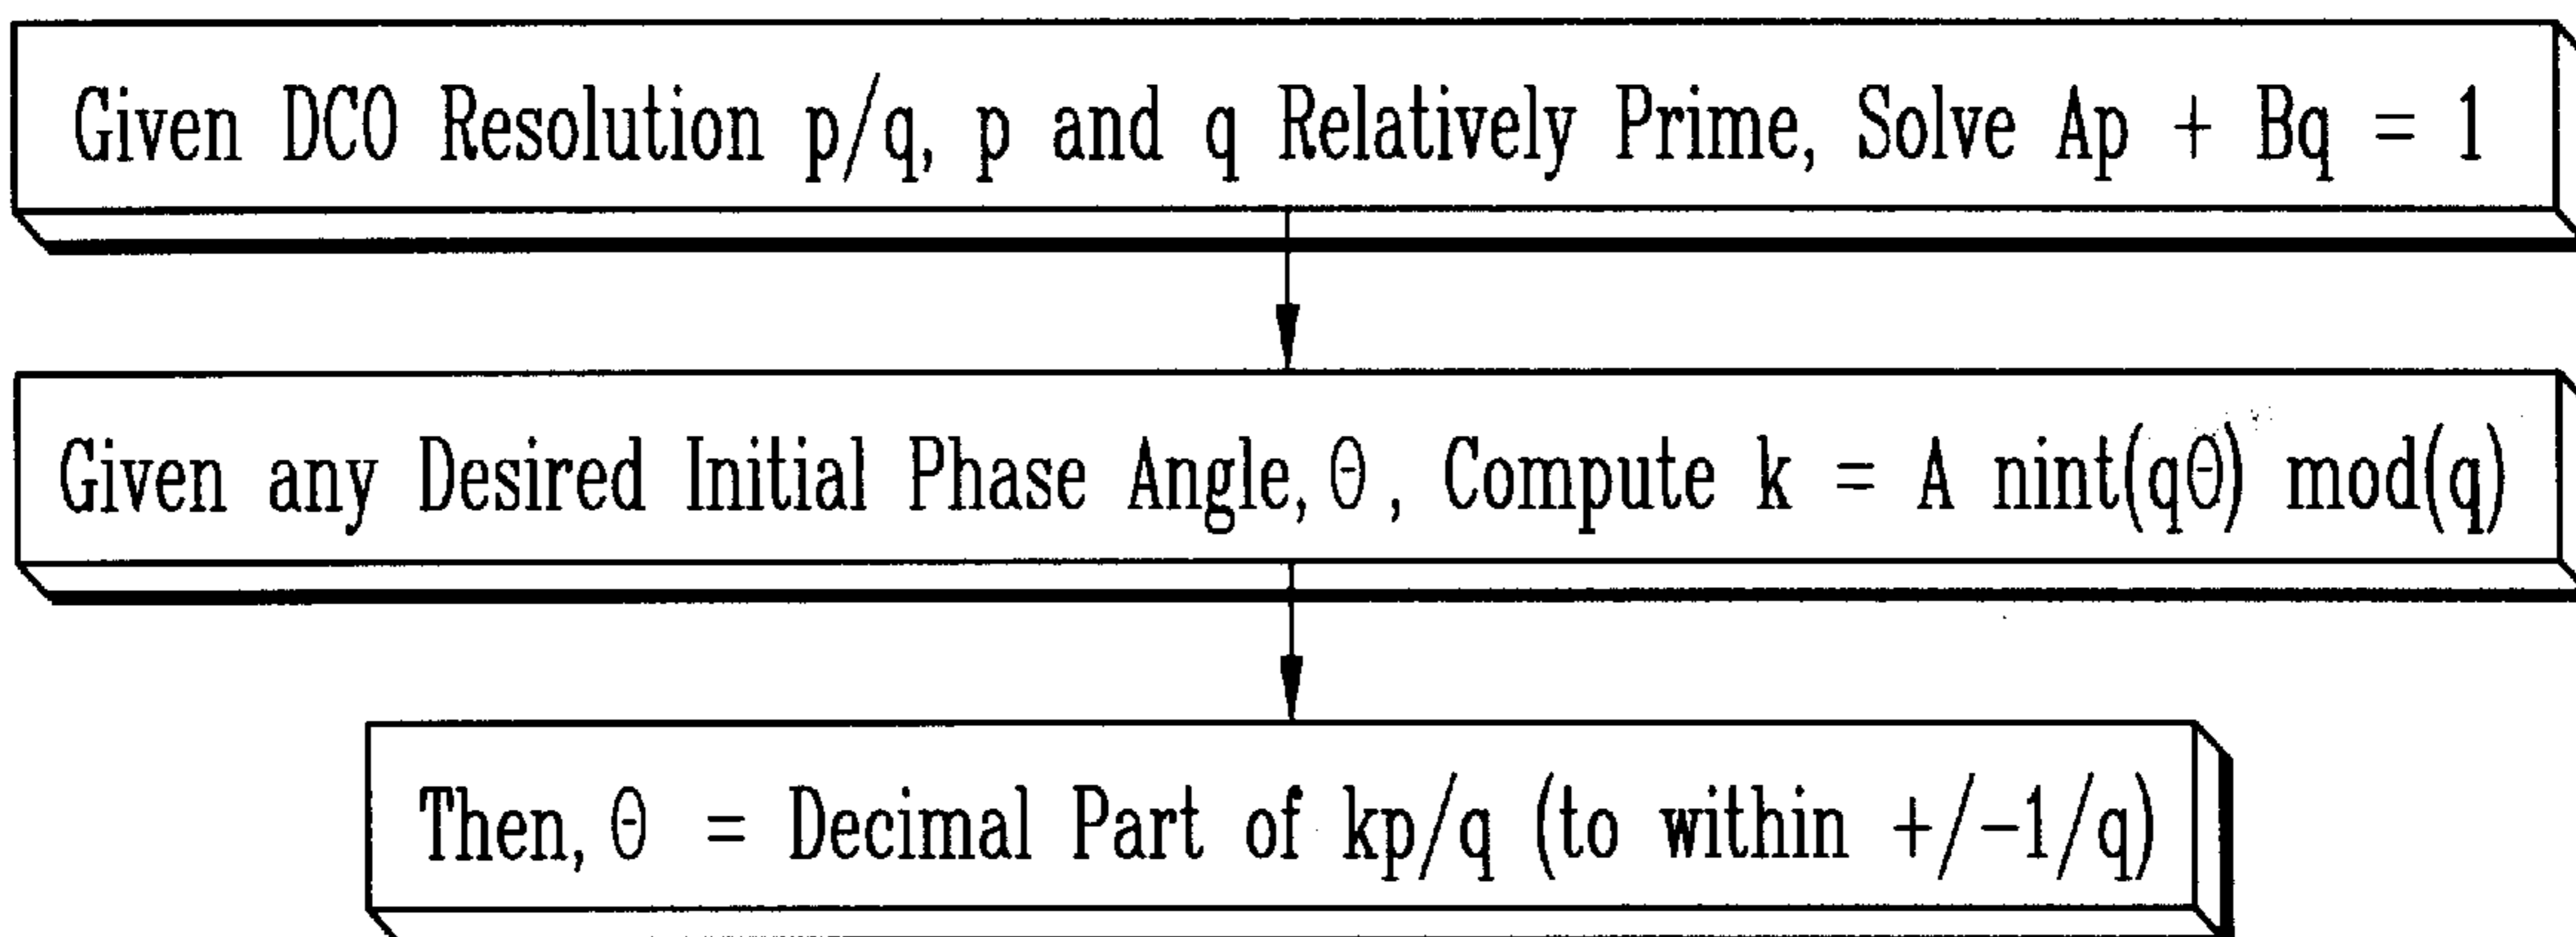 Given DCO Resolution p/q, p and q Relatively Prime, Solve Ap + Bq = 1
Given any Desired Initial Phase Angle, Θ, Compute k = A nint(qΘ) mod(q)
Then, Θ = Decimal Part of kp/q (to within +/-1/q)